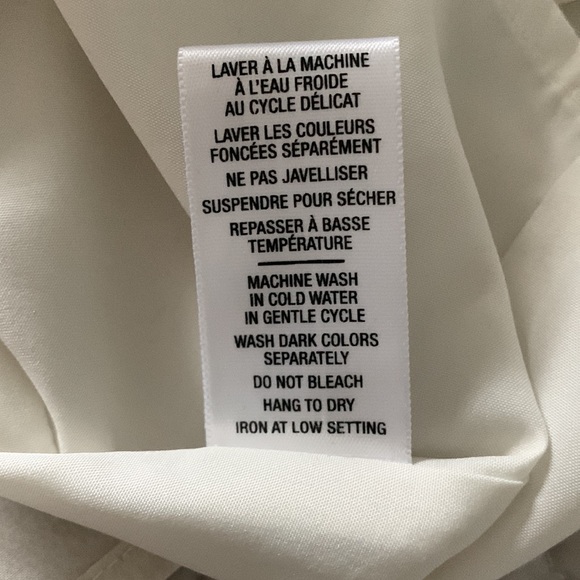 LAVER À LA MACHINE
À L'EAU FROIDE
AU CYCLE DÉLICAT
LAVER LES COULEURS
FONCÉES SÉPARÉMENT
NE PAS JAVELLISER
SUSPENDRE POUR SÉCHER
REPASSER À BASSE
TEMPÉRATURE
MACHINE WASH
IN COLD WATER
IN GENTLE CYCLE
WASH DARK COLORS
SEPARATELY
DO NOT BLEACH
HANG TO DRY
IRON AT LOW SETTING